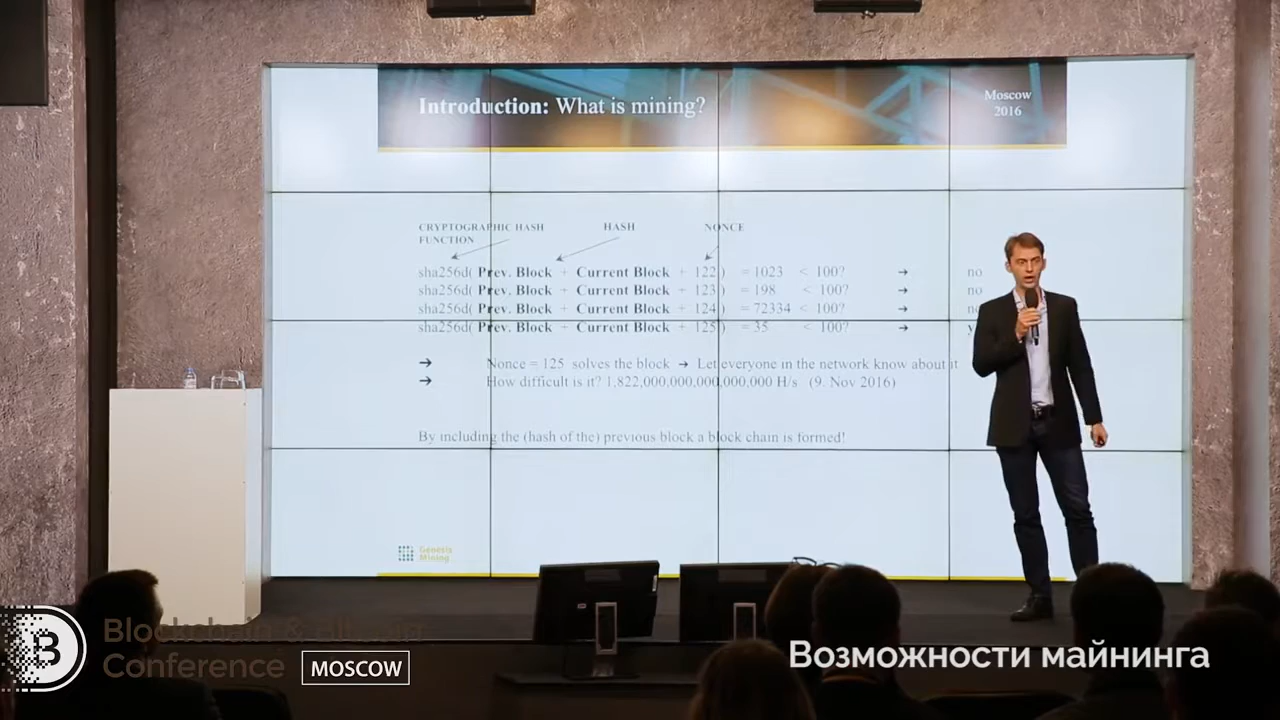 Introduction: What is mining?
Moscow
2016
CRYPTOGRAPHIC HASH
FUNCTION
HASH
NONCE
sha256d( Prev. Block + Current Block + 122 ) = 1023 < 100? → no
sha256d( Prev. Block + Current Block + 123 ) = 198 < 100? → no
sha256d( Prev. Block + Current Block + 124 ) = 72334 < 100? → no
sha256d( Prev. Block + Current Block + 125 ) = 35 < 100? →
→ Nonce = 125 solves the block → Let everyone in the network know about it
→ How difficult is it? 1,822,000,000,000,000,000 H/s (9. Nov 2016)
By including the (hash of the) previous block a block chain is formed!
Genesis
Mining
B
Blockchain & Bitcoin
Conference MOSCOW
Возможности майнинга